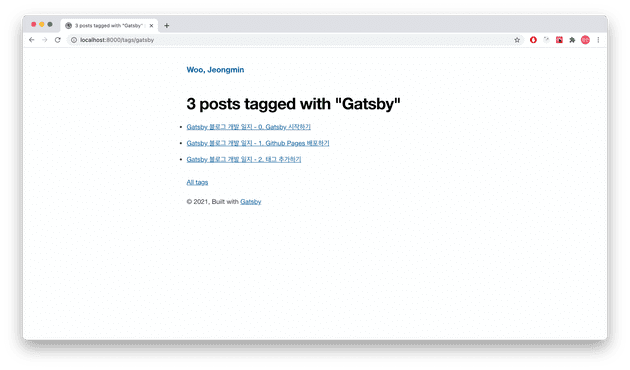 3 posts tagged with "Gatsby"
localhost:8000/tags/gatsby
Woo, Jeongmin
3 posts tagged with "Gatsby"
Gatsby 블로그 개발 일지 - 0. Gatsby 시작하기
Gatsby 블로그 개발 일지 - 1. Github Pages 배포하기
Gatsby 블로그 개발 일지 - 2. 태그 추가하기
All tags
© 2021, Built with Gatsby